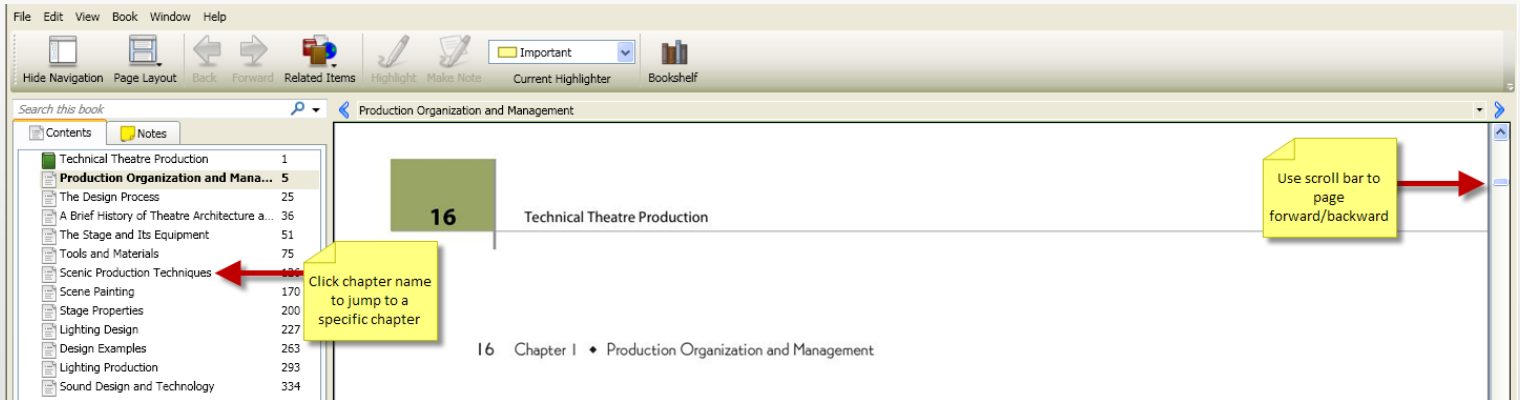 File Edit View Book Window Help
Hide Navigation Page Layout Back Forward Related Items Highlight Make Note Important Current Highlighter Bookshelf
Search this book
Production Organization and Management
Contents Notes
Technical Theatre Production 1
Production Organization and Mana... 5
The Design Process 25
A Brief History of Theatre Architecture a... 36
The Stage and Its Equipment 51
Tools and Materials 75
Scenic Production Techniques
Scene Painting 170
Stage Properties 200
Lighting Design 227
Design Examples 263
Lighting Production 293
Sound Design and Technology 334
Click chapter name
to jump to a
specific chapter
16 Technical Theatre Production
16 Chapter 1 ◆ Production Organization and Management
Use scroll bar to
page
forward/backward